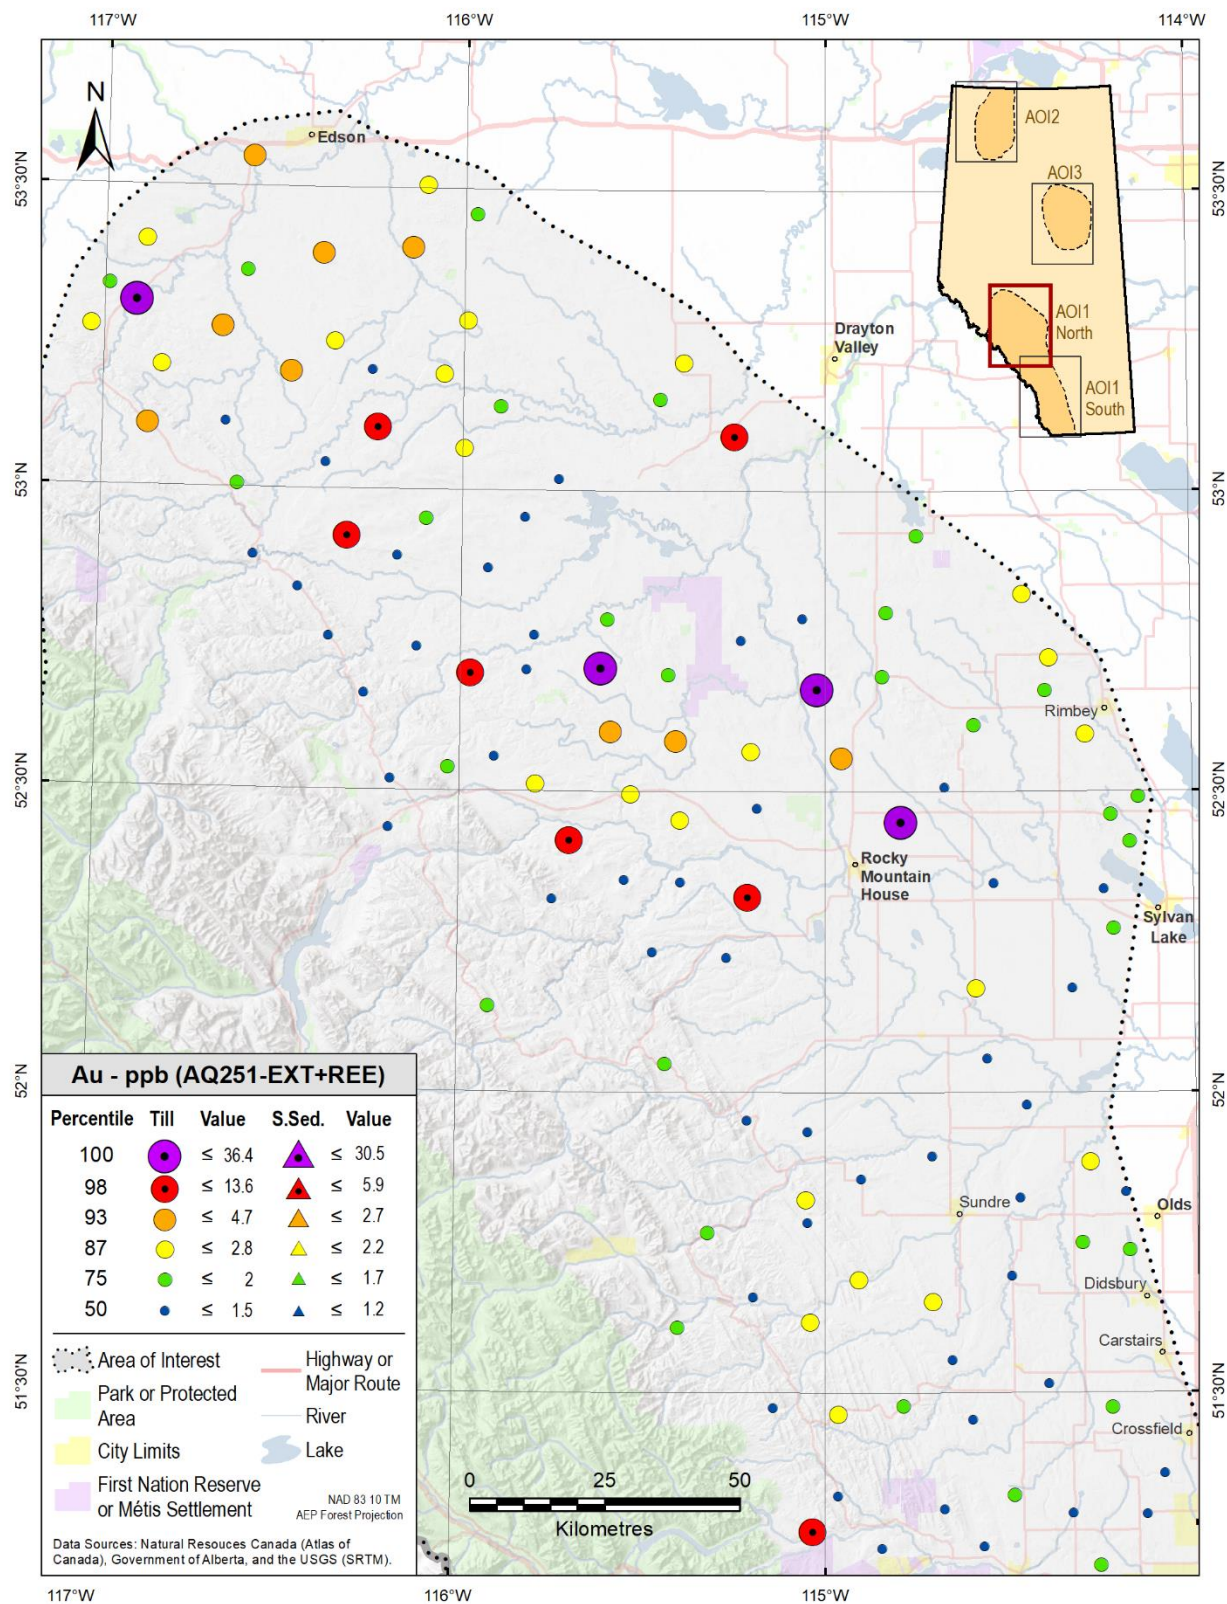 117°W 116°W 115°W 114°W
N
Edson
53°30'N
53°30'N
AOI2
AOI3
AOI1
North
AOI1
South
Drayton
Valley
53°N
53°N
Rimbey
52°30'N
52°30'N
Rocky
Mountain
House
Sylvan
Lake
52°N
52°N
Sundre
Olds
Didsbury
Carstairs
51°30'N
Crossfield
Au - ppb (AQ251-EXT+REE)
Percentile Till Value S.Sed. Value
100 ≤ 36.4 ≤ 30.5
98 ≤ 13.6 ≤ 5.9
93 ≤ 4.7 ≤ 2.7
87 ≤ 2.8 ≤ 2.2
75 ≤ 2 ≤ 1.7
50 ≤ 1.5 ≤ 1.2
Area of Interest
Park or Protected
Area
City Limits
First Nation Reserve
or Métis Settlement
Highway or
Major Route
River
Lake
NAD 83 10 TM
AEP Forest Projection
Data Sources: Natural Resouces Canada (Atlas of
Canada), Government of Alberta, and the USGS (SRTM).
0 25 50
Kilometres
117°W 116°W 115°W